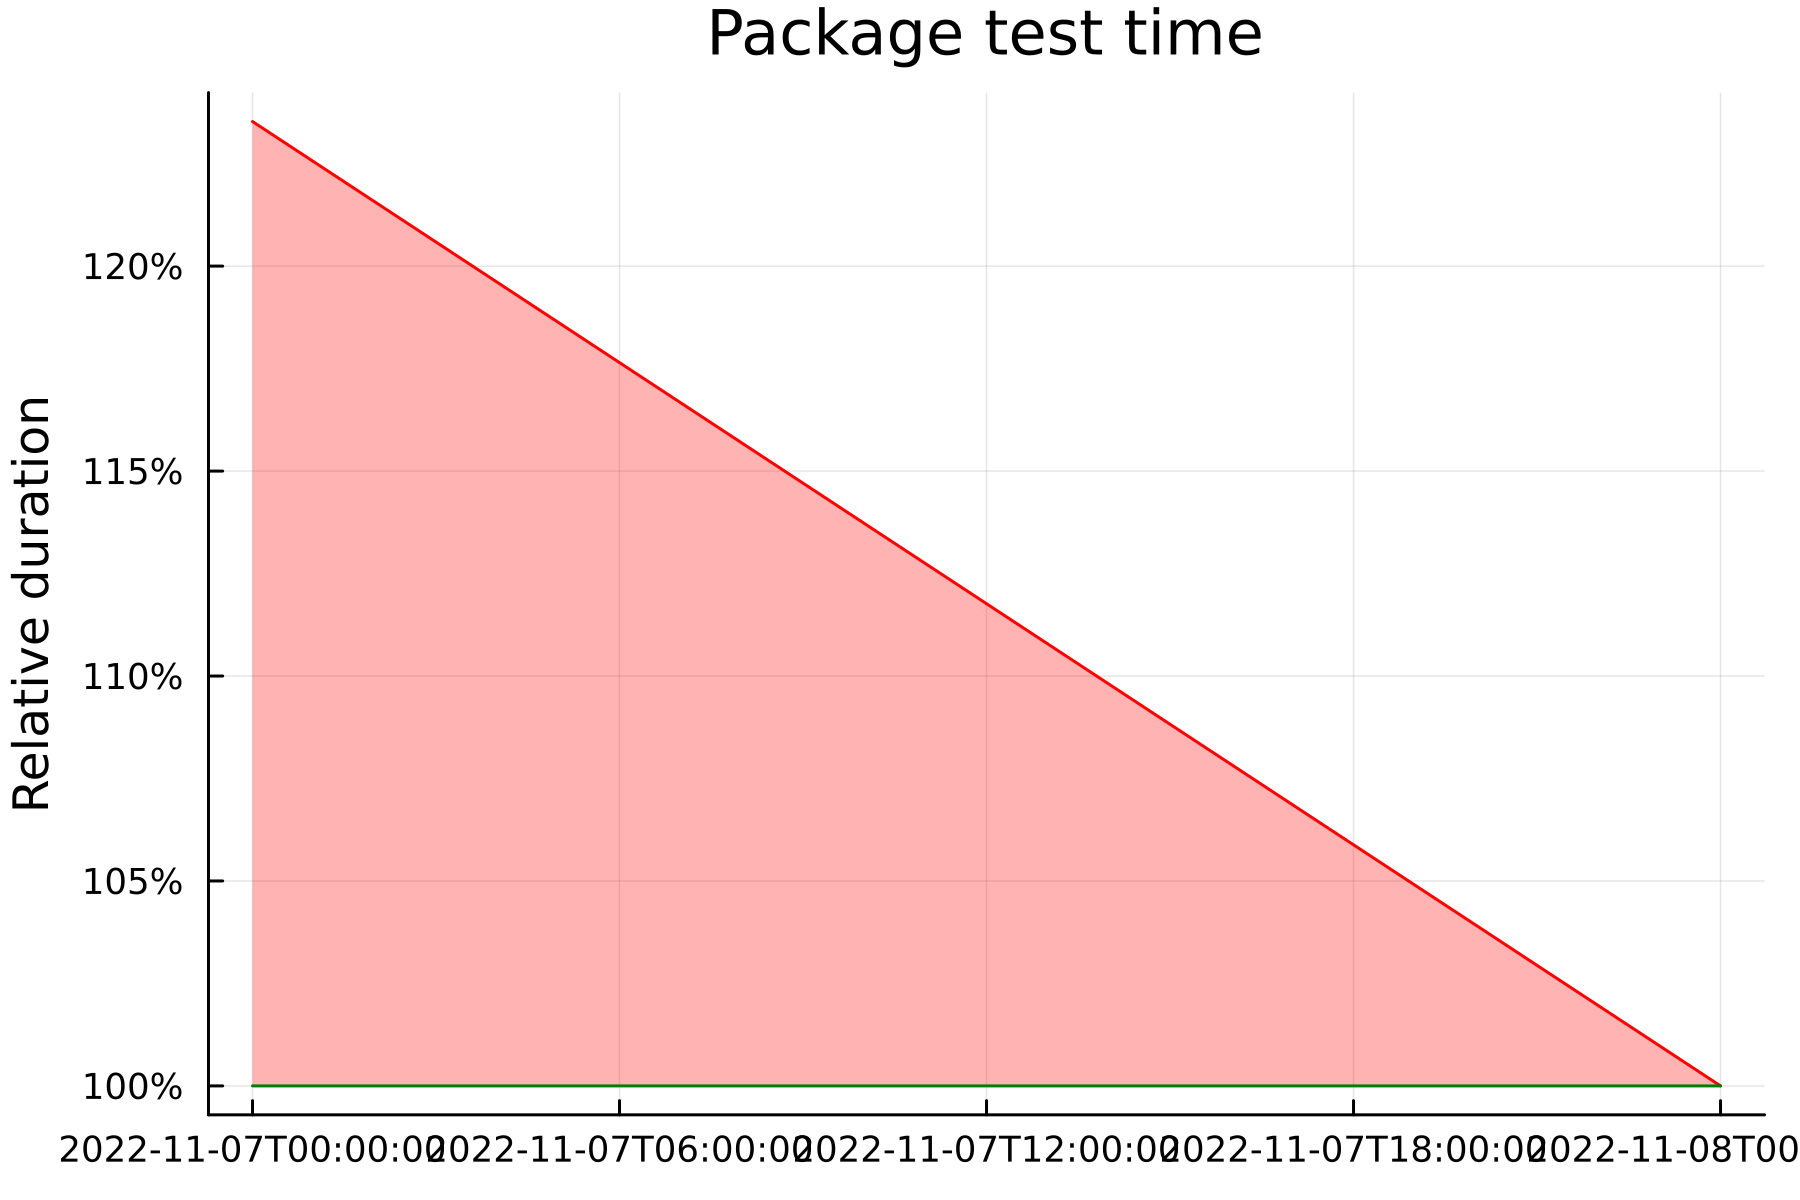 Package test time
Relative duration
120%
115%
110%
105%
100%
2022-11-07T00:00:00
2022-11-07T06:00:00
2022-11-07T12:00:00
2022-11-07T18:00:00
2022-11-08T00